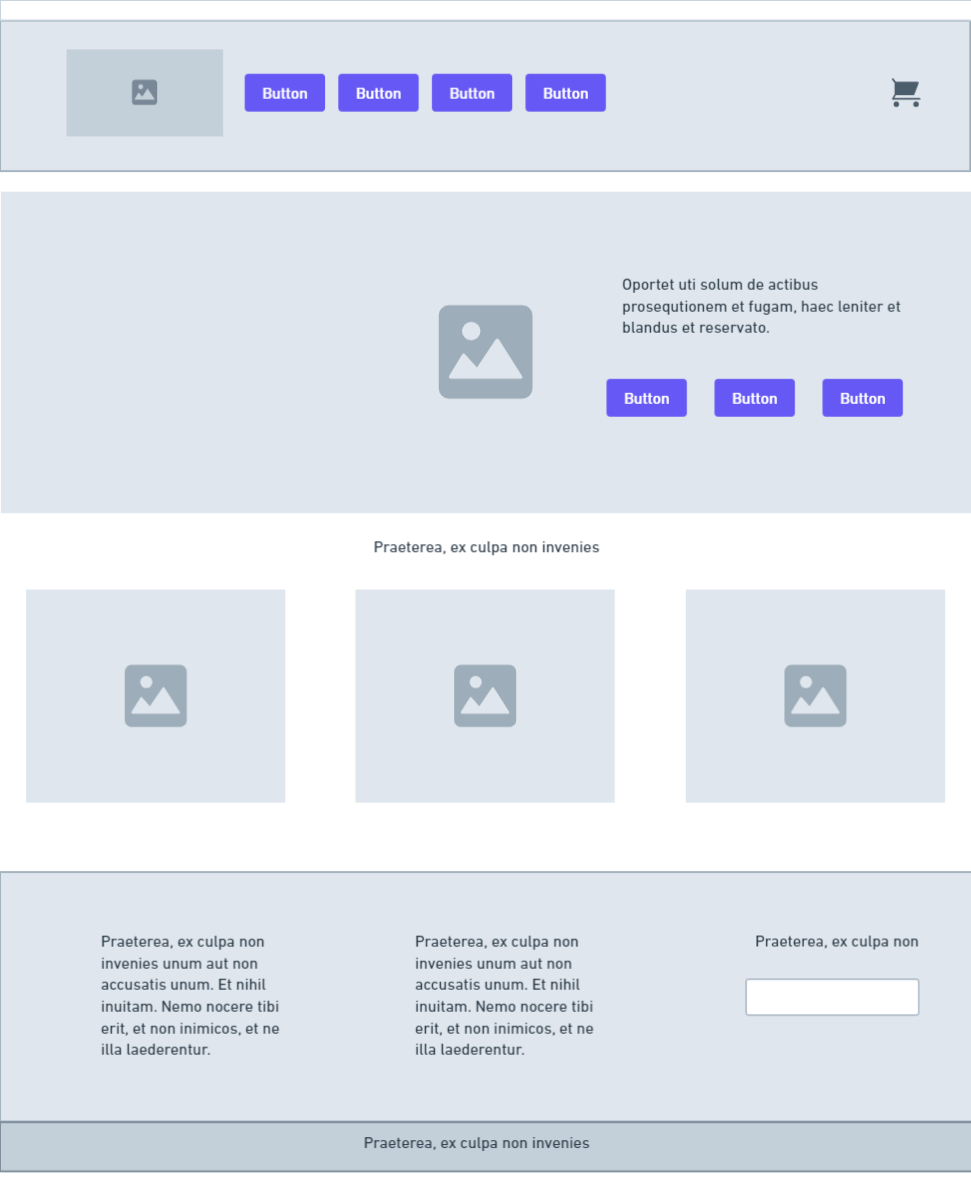 Button
Button
Button
Button
Oportet uti solum de actibus
prosequtionem et fugam, haec leniter et
blandus et reservato.
Button
Button
Button
Praeterea, ex culpa non invenies
Praeterea, ex culpa non
invenies unum aut non
accusatis unum. Et nihil
inuitam. Nemo nocere tibi
erit, et non inimicos, et ne
illa laederentur.
Praeterea, ex culpa non
invenies unum aut non
accusatis unum. Et nihil
inuitam. Nemo nocere tibi
erit, et non inimicos, et ne
illa laederentur.
Praeterea, ex culpa non
Praeterea, ex culpa non invenies